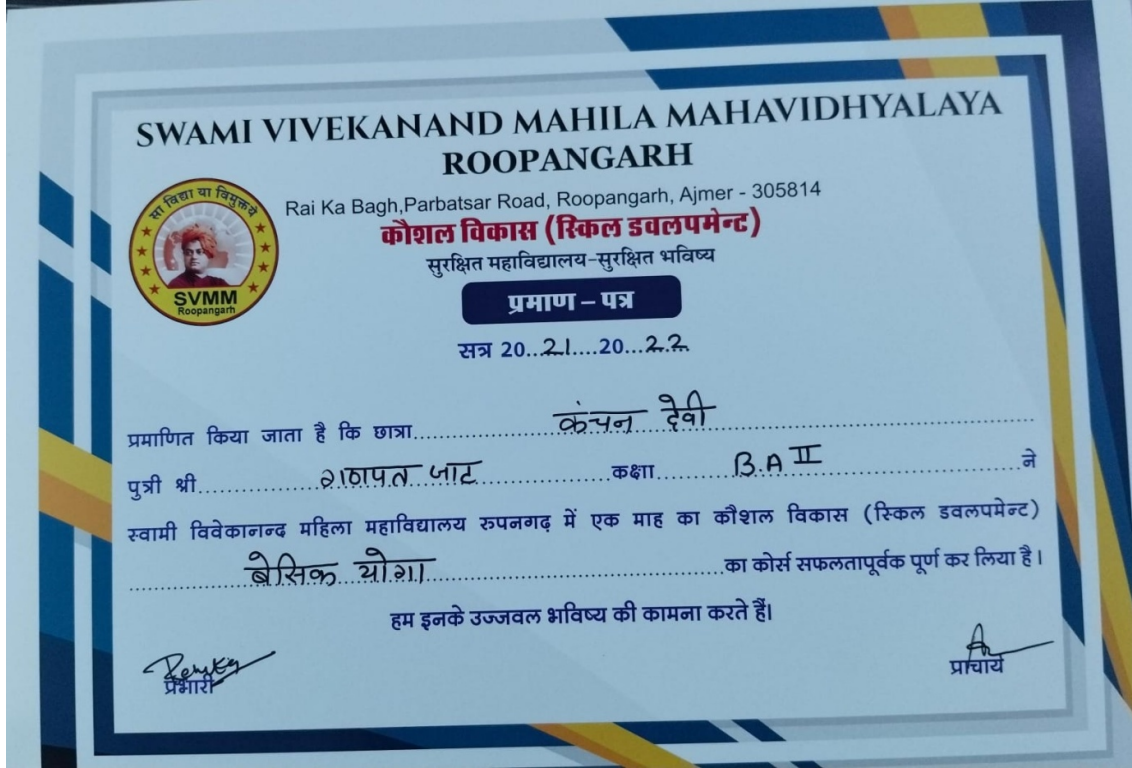 SWAMI VIVEKANAND MAHILA MAHAVIDHYALAYA
ROOPANGARH
Rai Ka Bagh,Parbatsar Road, Roopangarh, Ajmer - 305814
सा विद्या या विमुक्तये
SVMM
Roopangarh
कौशल विकास (स्किल डवलपमेन्ट)
सुरक्षित महाविद्यालय-सुरक्षित भविष्य
प्रमाण – पत्र
सत्र 20..21....20...22
प्रमाणित किया जाता है कि छात्रा.................कंचन देवी..................
पुत्री श्री...............गणपत जाट................कक्षा..........B.A II..................ने
स्वामी विवेकानन्द महिला महाविद्यालय रुपनगढ़ में एक माह का कौशल विकास (स्किल डवलपमेन्ट)
...............बेसिक योगा....................................का कोर्स सफलतापूर्वक पूर्ण कर लिया है।
हम इनके उज्जवल भविष्य की कामना करते हैं।
प्रभारी प्राचार्य